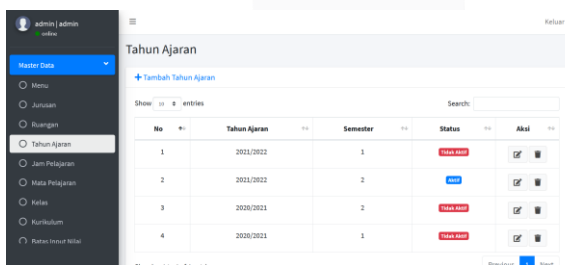 admin | admin
online
Keluar
Tahun Ajaran
Master Data
Tambah Tahun Ajaran
Menu
Jurusan
Show 10 entries
Search:
Ruangan
No Tahun Ajaran Semester Status Aksi
Tahun Ajaran
1 2021/2022 1 Tidak Aktif
Jam Pelajaran
Mata Pelajaran
2 2021/2022 2 Aktif
Kelas
3 2020/2021 2 Tidak Aktif
Kurikulum
4 2020/2021 1 Tidak Aktif
Batas Input Nilai
Previous 1 Next